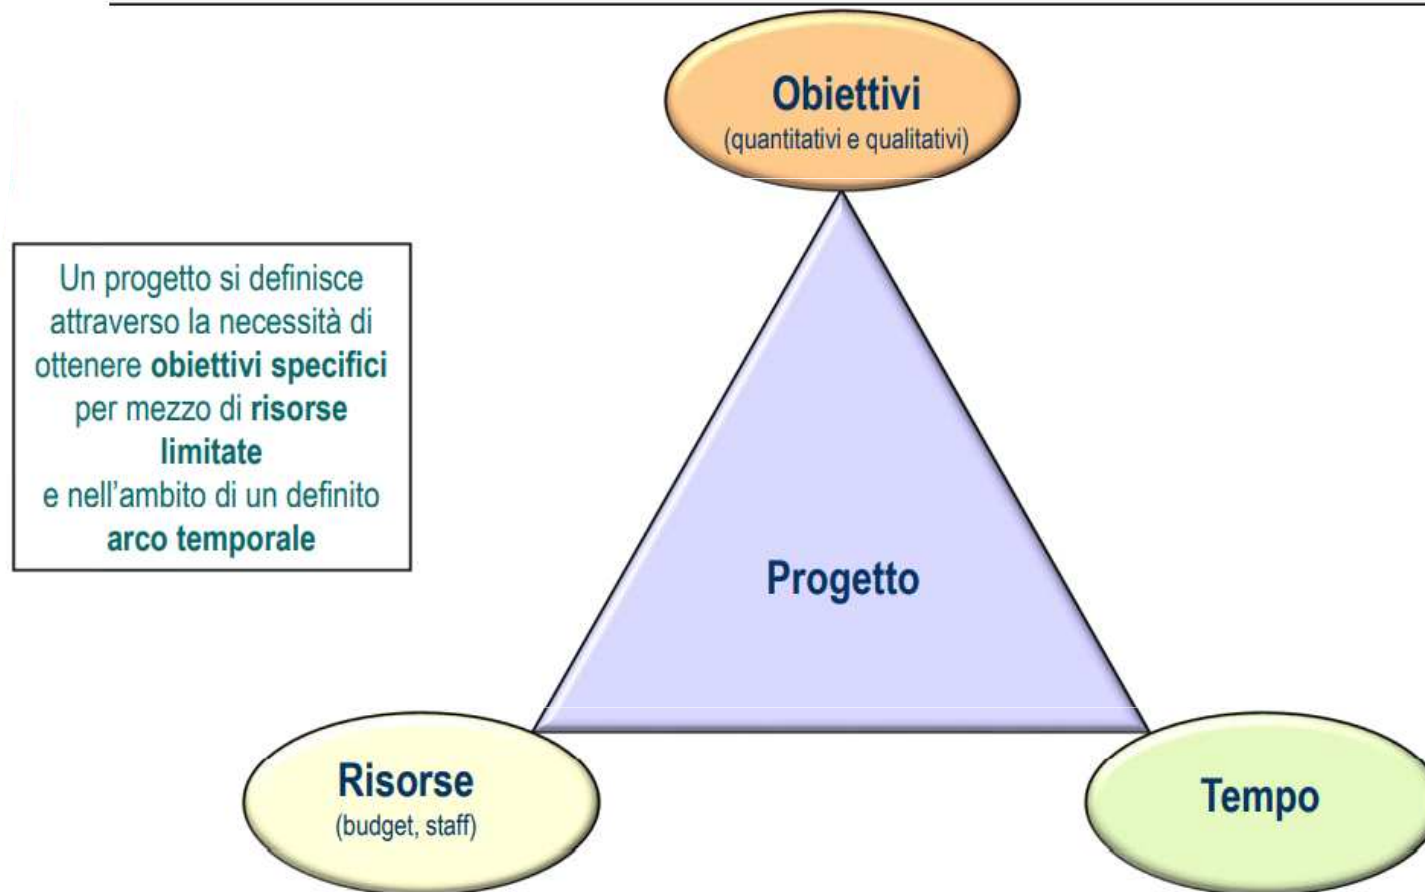 Obiettivi
(quantitativi e qualitativi)
Un progetto si definisce
attraverso la necessità di
ottenere obiettivi specifici
per mezzo di risorse
limitate
e nell'ambito di un definito
arco temporale
Progetto
Risorse
(budget, staff)
Tempo